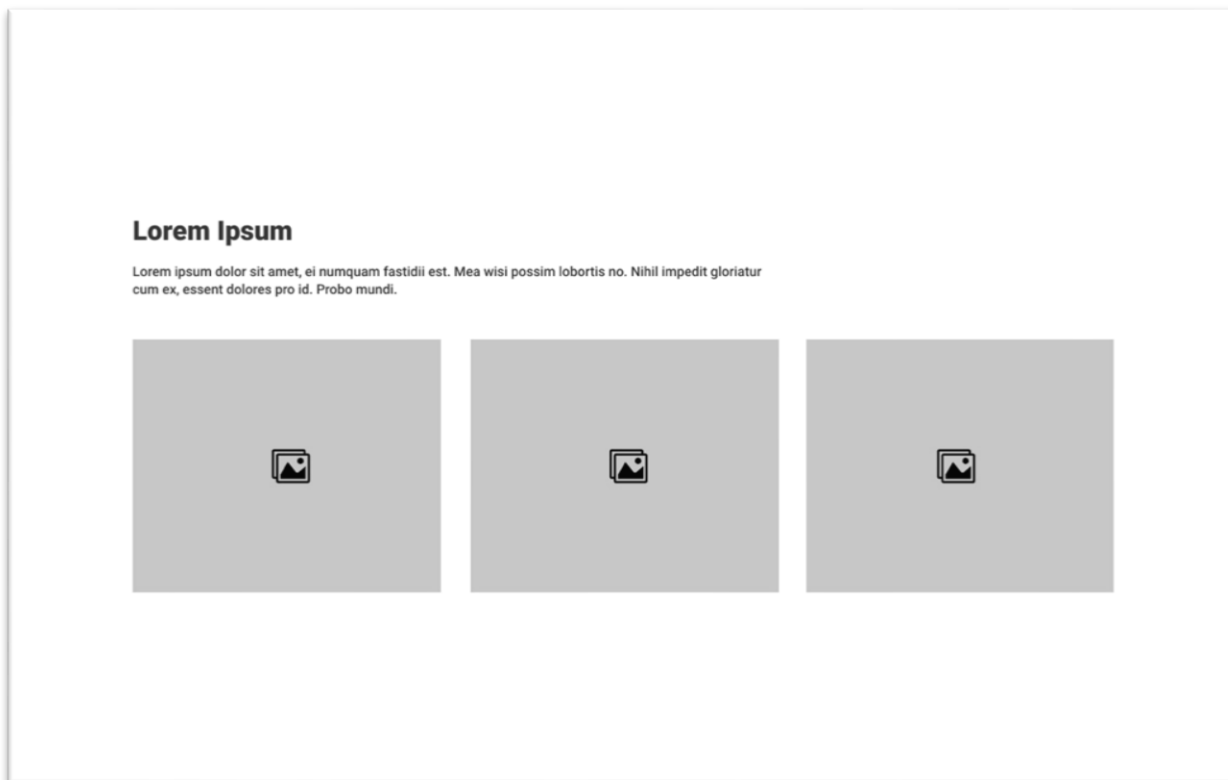 Lorem Ipsum
Lorem ipsum dolor sit amet, ei numquam fastidii est. Mea wisi possim lobortis no. Nihil impedit gloriatur
cum ex, essent dolores pro id. Probo mundi.